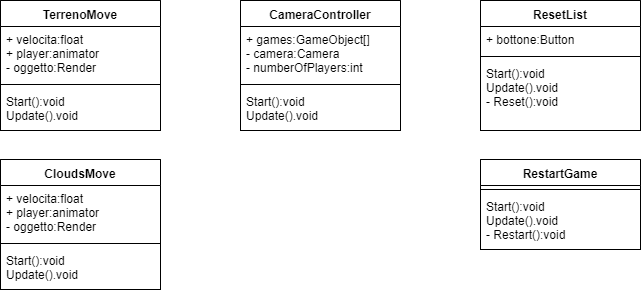 TerrenoMove
+ velocita:float
+ player:animator
- oggetto:Render
Start():void
Update().void
CameraController
+ games:GameObject[]
- camera:Camera
- numberOfPlayers:int
Start():void
Update().void
ResetList
+ bottone:Button
Start():void
Update().void
- Reset():void
CloudsMove
+ velocita:float
+ player:animator
- oggetto:Render
Start():void
Update().void
RestartGame
Start():void
Update().void
- Restart():void